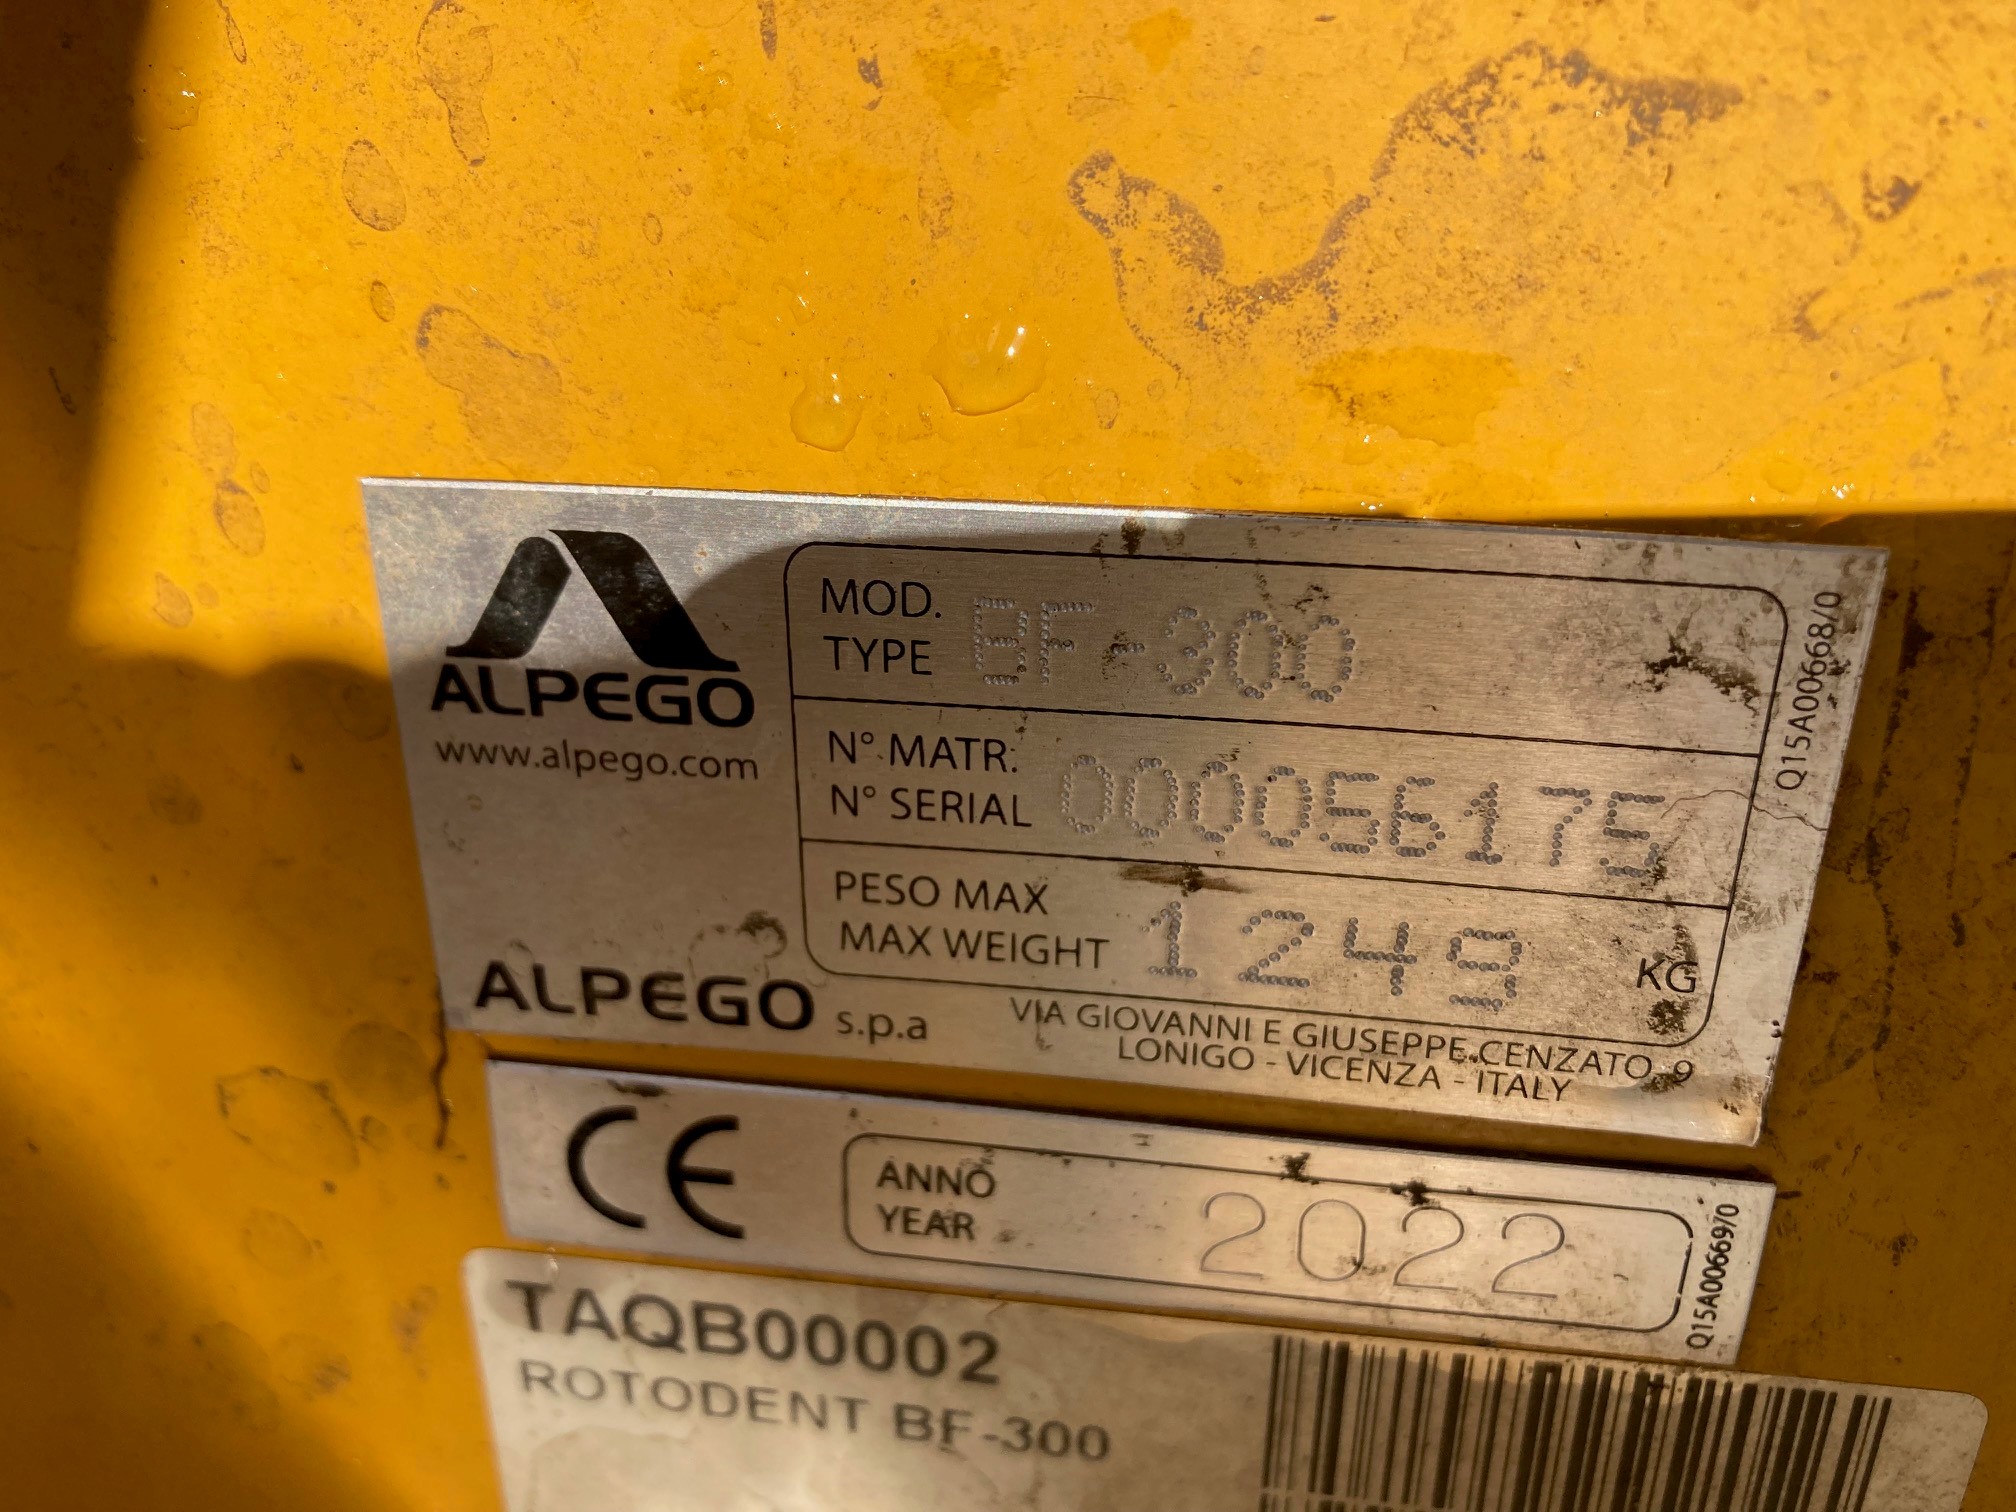 ALPEGO
www.alpego.com
MOD.
TYPE BF-300
N° MATR:
N° SERIAL 000056175
PESO MAX
MAX WEIGHT 1249 KG
ALPEGO s.p.a
VIA GIOVANNI E GIUSEPPE CENZATO, 9
LONIGO - VICENZA - ITALY
Q15A00668/0
CE
ANNO
YEAR 2022
Q15A00669/0
TAQB00002
ROTODENT BF-300